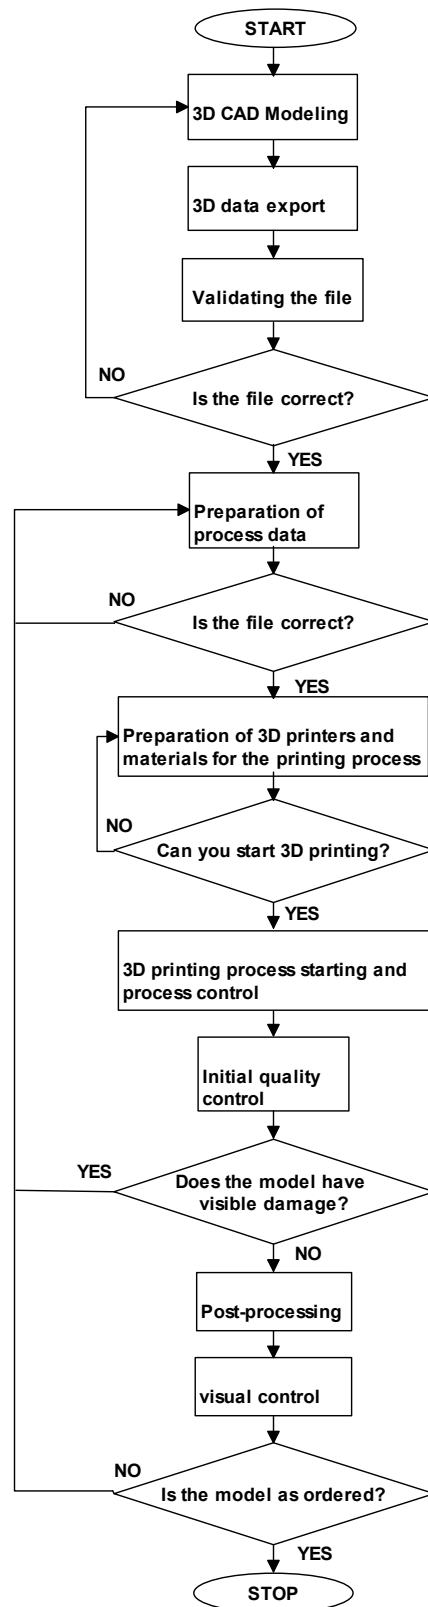 START
3D CAD Modeling
3D data export
Validating the file
NO
Is the file correct?
YES
Preparation of
process data
NO
Is the file correct?
YES
Preparation of 3D printers and
materials for the printing process
NO
Can you start 3D printing?
YES
3D printing process starting and
process control
Initial quality
control
YES
Does the model have
visible damage?
NO
Post-processing
visual control
NO
Is the model as ordered?
YES
STOP